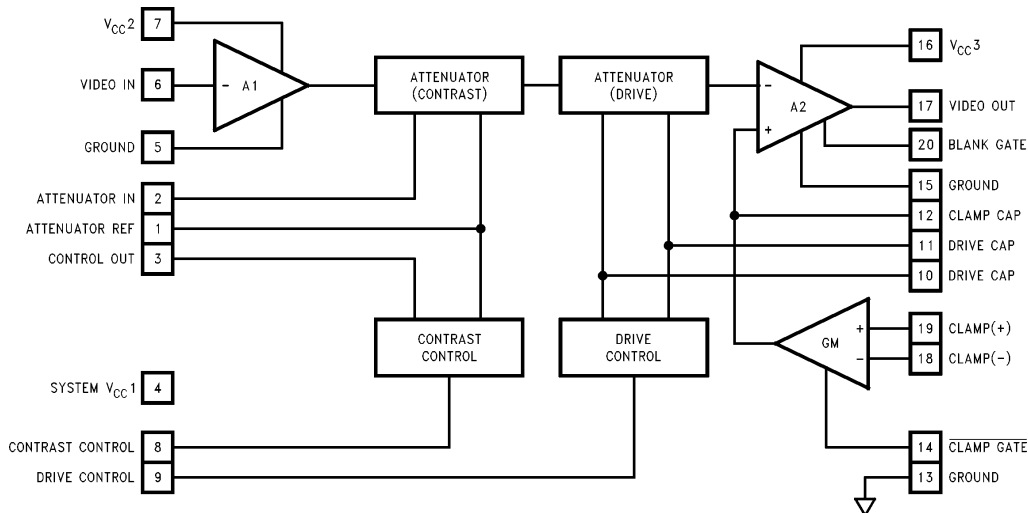 V_CC2 7
VIDEO IN 6
GROUND 5
ATTENUATOR IN 2
ATTENUATOR REF 1
CONTROL OUT 3
SYSTEM V_CC1 4
CONTRAST CONTROL 8
DRIVE CONTROL 9
- A1
ATTENUATOR
(CONTRAST)
ATTENUATOR
(DRIVE)
CONTRAST
CONTROL
DRIVE
CONTROL
-
A2
+
GM
+
-
16 V_CC3
17 VIDEO OUT
20 BLANK GATE
15 GROUND
12 CLAMP CAP
11 DRIVE CAP
10 DRIVE CAP
19 CLAMP(+)
18 CLAMP(-)
14 CLAMP GATE
13 GROUND